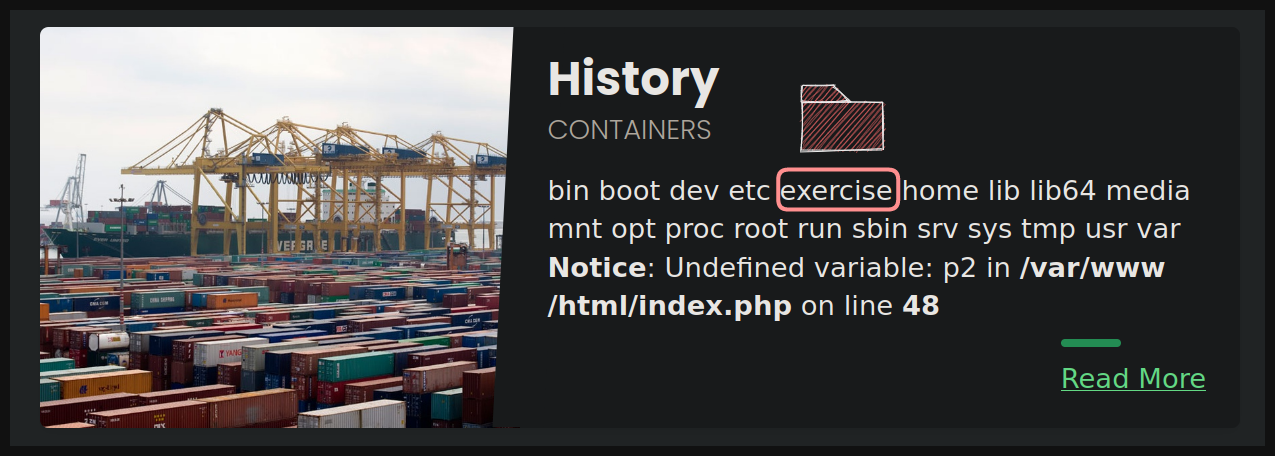 History
CONTAINERS
bin boot dev etc exercise home lib lib64 media
mnt opt proc root run sbin srv sys tmp usr var
Notice: Undefined variable: p2 in /var/www
/html/index.php on line 48
Read More